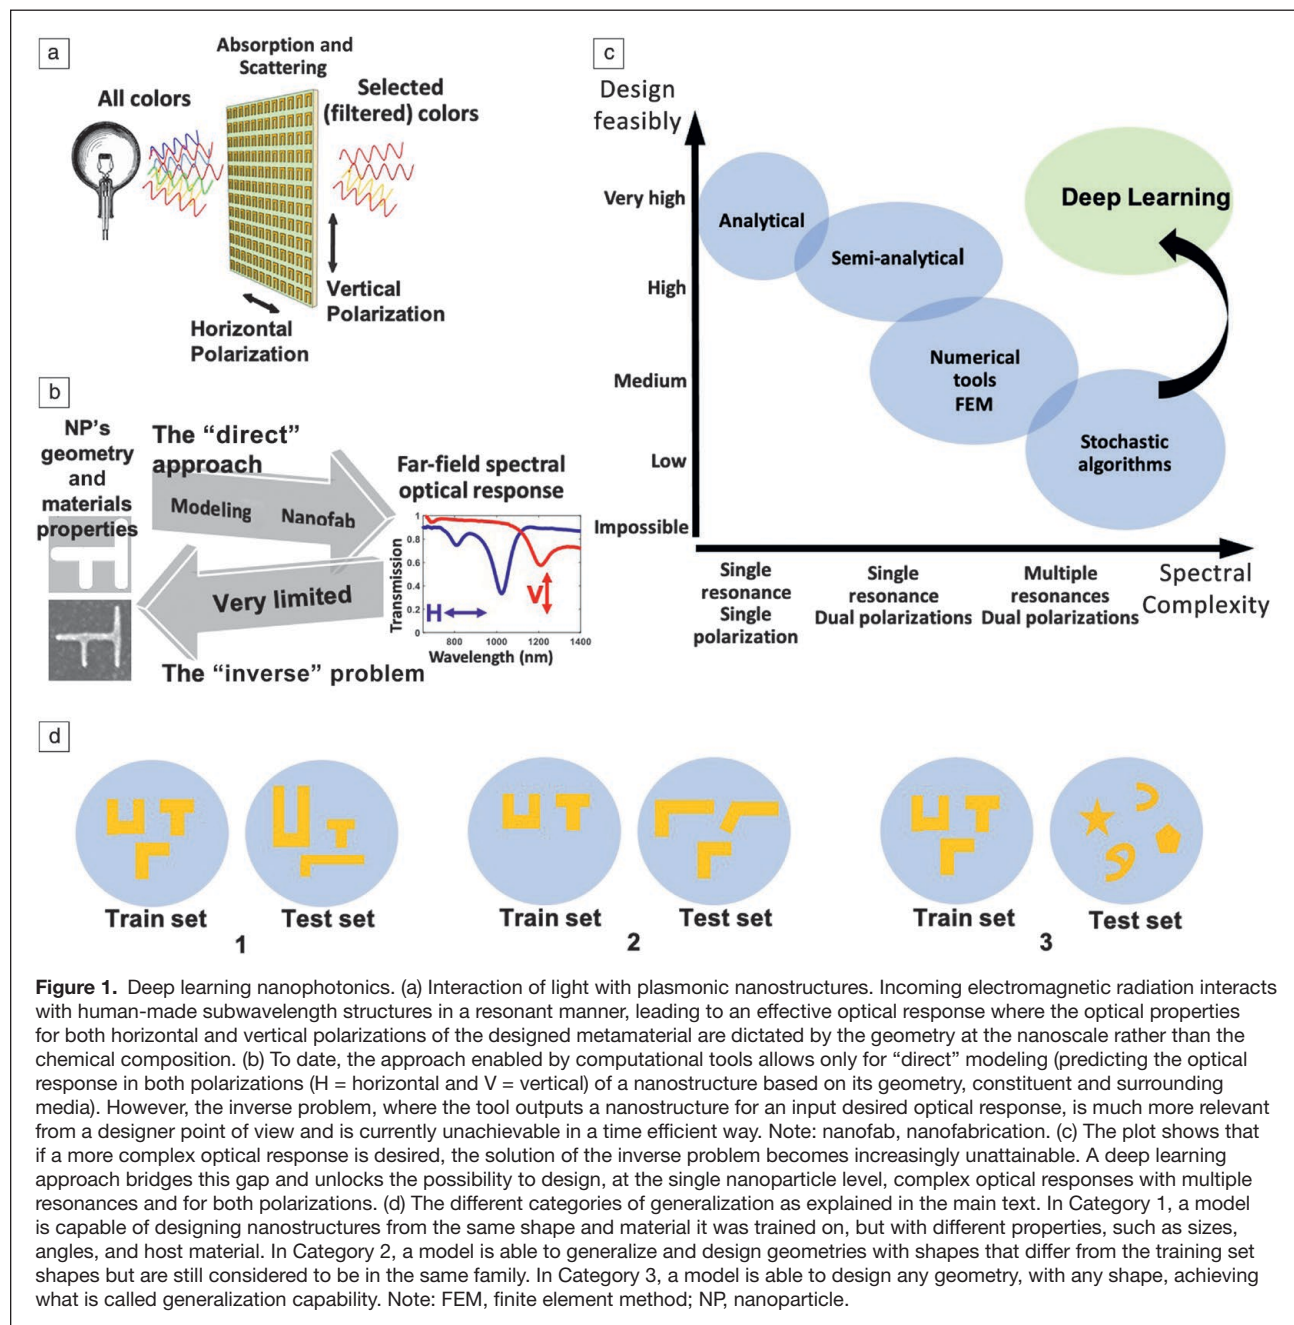 a
Absorption and
Scattering
All colors
Selected
(filtered) colors
Vertical
Polarization
Horizontal
Polarization
b
NP's
geometry
and
materials
properties
The "direct"
approach
Modeling Nanofab
Very limited
The "inverse" problem
Far-field spectral
optical response
Transmission
1
0.8
0.6
0.4
0.2
H
V
800 1000 1200 1400
Wavelength (nm)
c
Design
feasibly
Very high
High
Medium
Low
Impossible
Analytical
Semi-analytical
Numerical
tools
FEM
Stochastic
algorithms
Deep Learning
Single
resonance
Single
polarization
Single
resonance
Dual polarizations
Multiple
resonances
Dual polarizations
Spectral
Complexity
d
Train set Test set
1
Train set Test set
2
Train set Test set
3
Figure 1. Deep learning nanophotonics. (a) Interaction of light with plasmonic nanostructures. Incoming electromagnetic radiation interacts
with human-made subwavelength structures in a resonant manner, leading to an effective optical response where the optical properties
for both horizontal and vertical polarizations of the designed metamaterial are dictated by the geometry at the nanoscale rather than the
chemical composition. (b) To date, the approach enabled by computational tools allows only for "direct" modeling (predicting the optical
response in both polarizations (H = horizontal and V = vertical) of a nanostructure based on its geometry, constituent and surrounding
media). However, the inverse problem, where the tool outputs a nanostructure for an input desired optical response, is much more relevant
from a designer point of view and is currently unachievable in a time efficient way. Note: nanofab, nanofabrication. (c) The plot shows that
if a more complex optical response is desired, the solution of the inverse problem becomes increasingly unattainable. A deep learning
approach bridges this gap and unlocks the possibility to design, at the single nanoparticle level, complex optical responses with multiple
resonances and for both polarizations. (d) The different categories of generalization as explained in the main text. In Category 1, a model
is capable of designing nanostructures from the same shape and material it was trained on, but with different properties, such as sizes,
angles, and host material. In Category 2, a model is able to generalize and design geometries with shapes that differ from the training set
shapes but are still considered to be in the same family. In Category 3, a model is able to design any geometry, with any shape, achieving
what is called generalization capability. Note: FEM, finite element method; NP, nanoparticle.